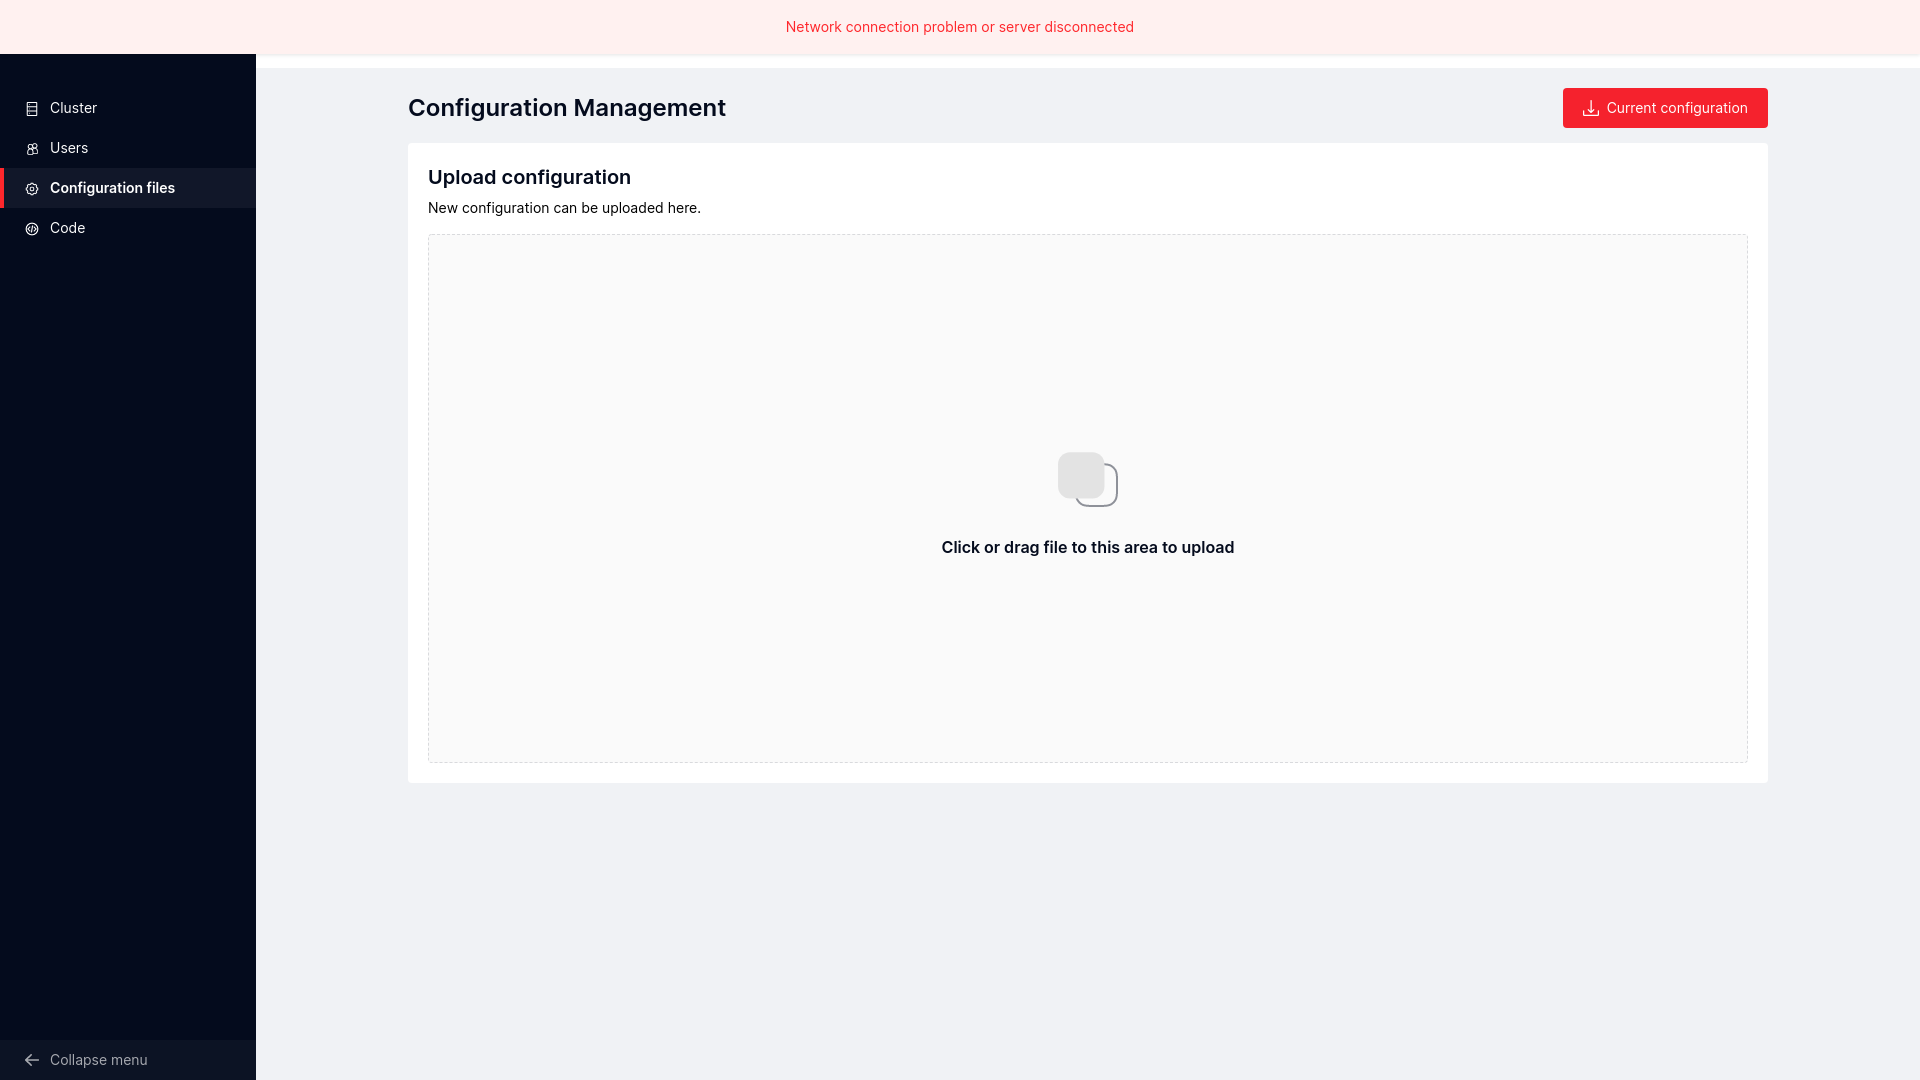 Network connection problem or server disconnected
Cluster
Users
Configuration files
Code
Configuration Management
Current configuration
Upload configuration
New configuration can be uploaded here.
Click or drag file to this area to upload
Collapse menu